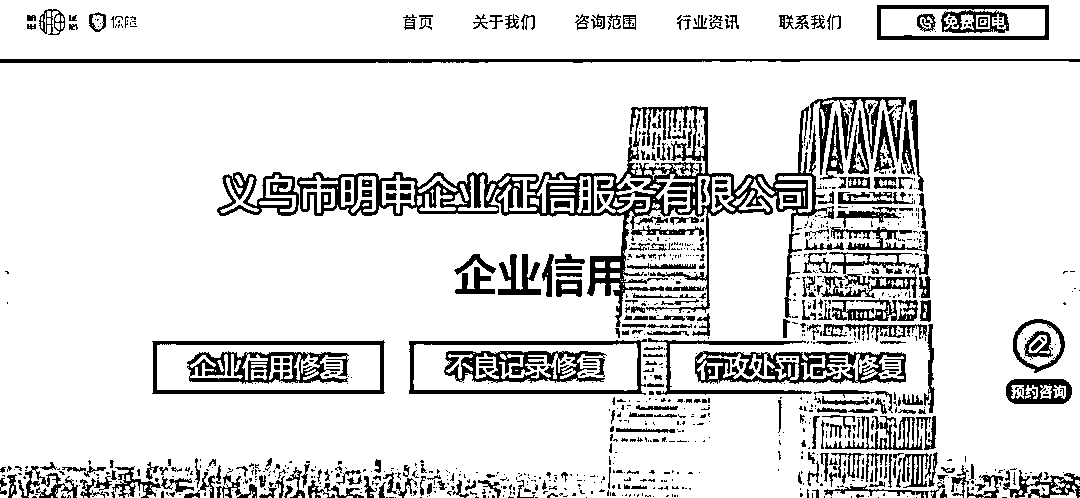 首页 关于我们 咨询范围 行业资讯 联系我们 免费回电
义乌市明申企业征信服务有限公司
企业信用
企业信用修复 不良记录修复 行政处罚记录修复
预约咨询